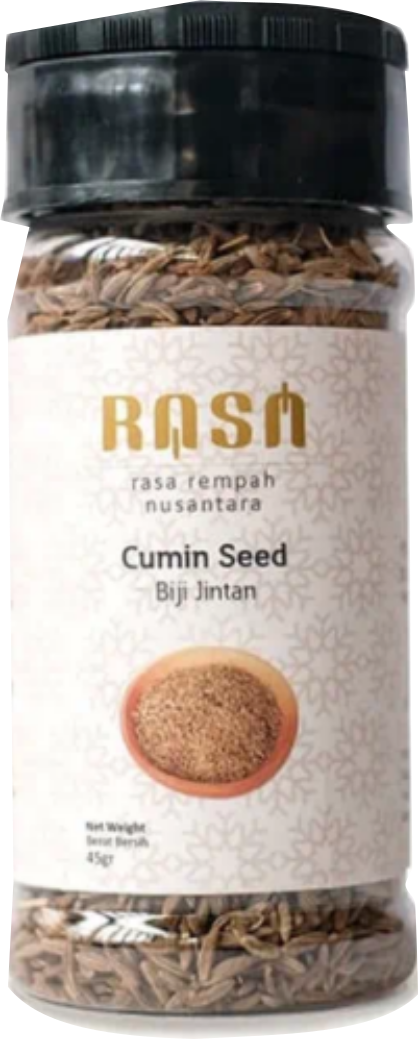 RASA
rasa rempah
nusantara
Cumin Seed
Biji Jintan
Net Weight
Berat Bersih
45gr